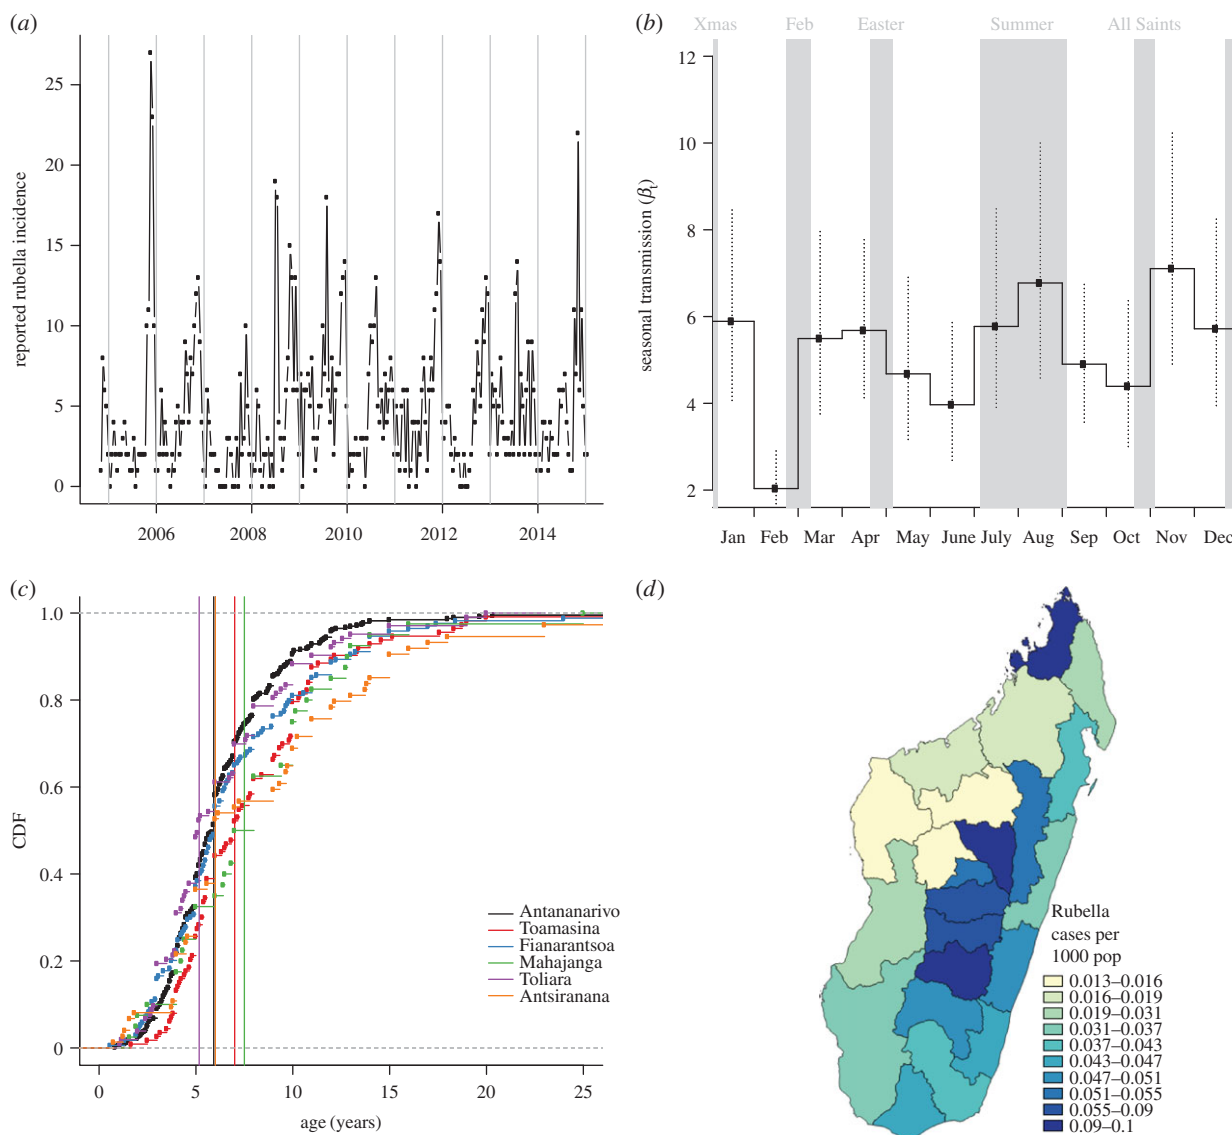 (a)
reported rubella incidence
25
20
15
10
5
0
2006
2008
2010
2012
2014
(b)
Xmas
Feb
Easter
Summer
All Saints
seasonal transmission (βt)
12
10
8
6
4
2
Jan
Feb
Mar
Apr
May
June
July
Aug
Sep
Oct
Nov
Dec
(c)
CDF
1.0
0.8
0.6
0.4
0.2
0
0
5
10
15
20
25
age (years)
Antananarivo
Toamasina
Fianarantsoa
Mahajanga
Toliara
Antsiranana
(d)
Rubella
cases per
1000 pop
0.013–0.016
0.016–0.019
0.019–0.031
0.031–0.037
0.037–0.043
0.043–0.047
0.047–0.051
0.051–0.055
0.055–0.09
0.09–0.1